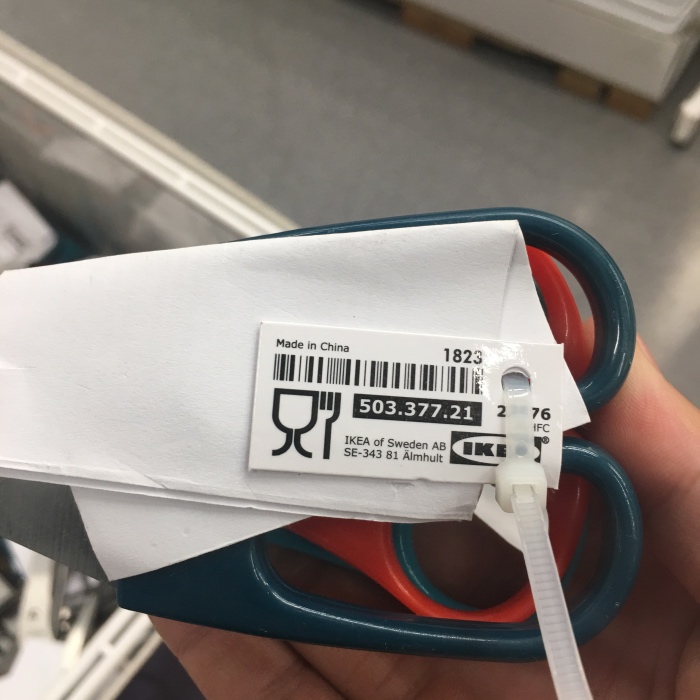 Made in China
1823
503.377.21
IKEA of Sweden AB
SE-343 81 Älmhult
IKEA®